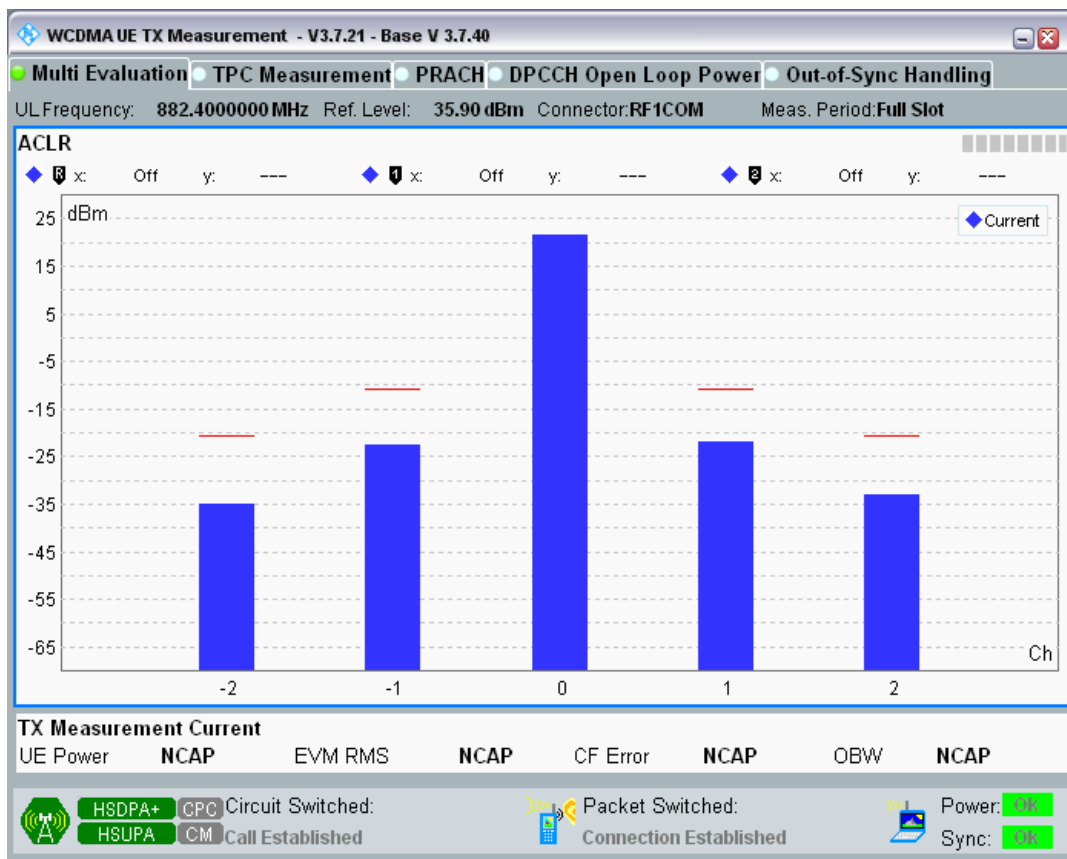 WCDMA UE TX Measurement - V3.7.21 - Base V 3.7.40
Multi Evaluation TPC Measurement PRACH DPCCH Open Loop Power Out-of-Sync Handling
UL Frequency: 882.4000000 MHz Ref. Level: 35.90 dBm Connector:RF1COM Meas. Period:Full Slot
ACLR
R x: Off y: --- 1 x: Off y: --- 2 x: Off y: ---
dBm
Current
25
15
5
-5
-15
-25
-35
-45
-55
-65
Ch
-2 -1 0 1 2
TX Measurement Current
UE Power NCAP EVM RMS NCAP CF Error NCAP OBW NCAP
HSDPA+ CPC Circuit Switched: Packet Switched: Power: OK
HSUPA CM Call Established Connection Established Sync: OK